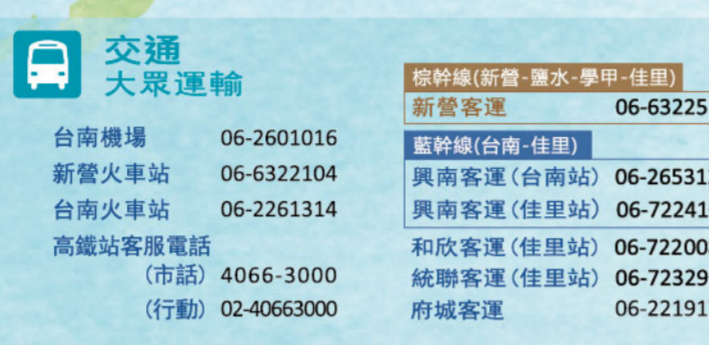 交通
大眾運輸
台南機場 06-2601016
新營火車站 06-6322104
台南火車站 06-2261314
高鐵站客服電話
(市話) 4066-3000
(行動) 02-40663000
棕幹線(新營-鹽水-學甲-佳里)
新營客運 06-63225
藍幹線(台南-佳里)
興南客運(台南站) 06-26531
興南客運(佳里站) 06-72241
和欣客運(佳里站) 06-72200
統聯客運(佳里站) 06-72329
府城客運 06-22191